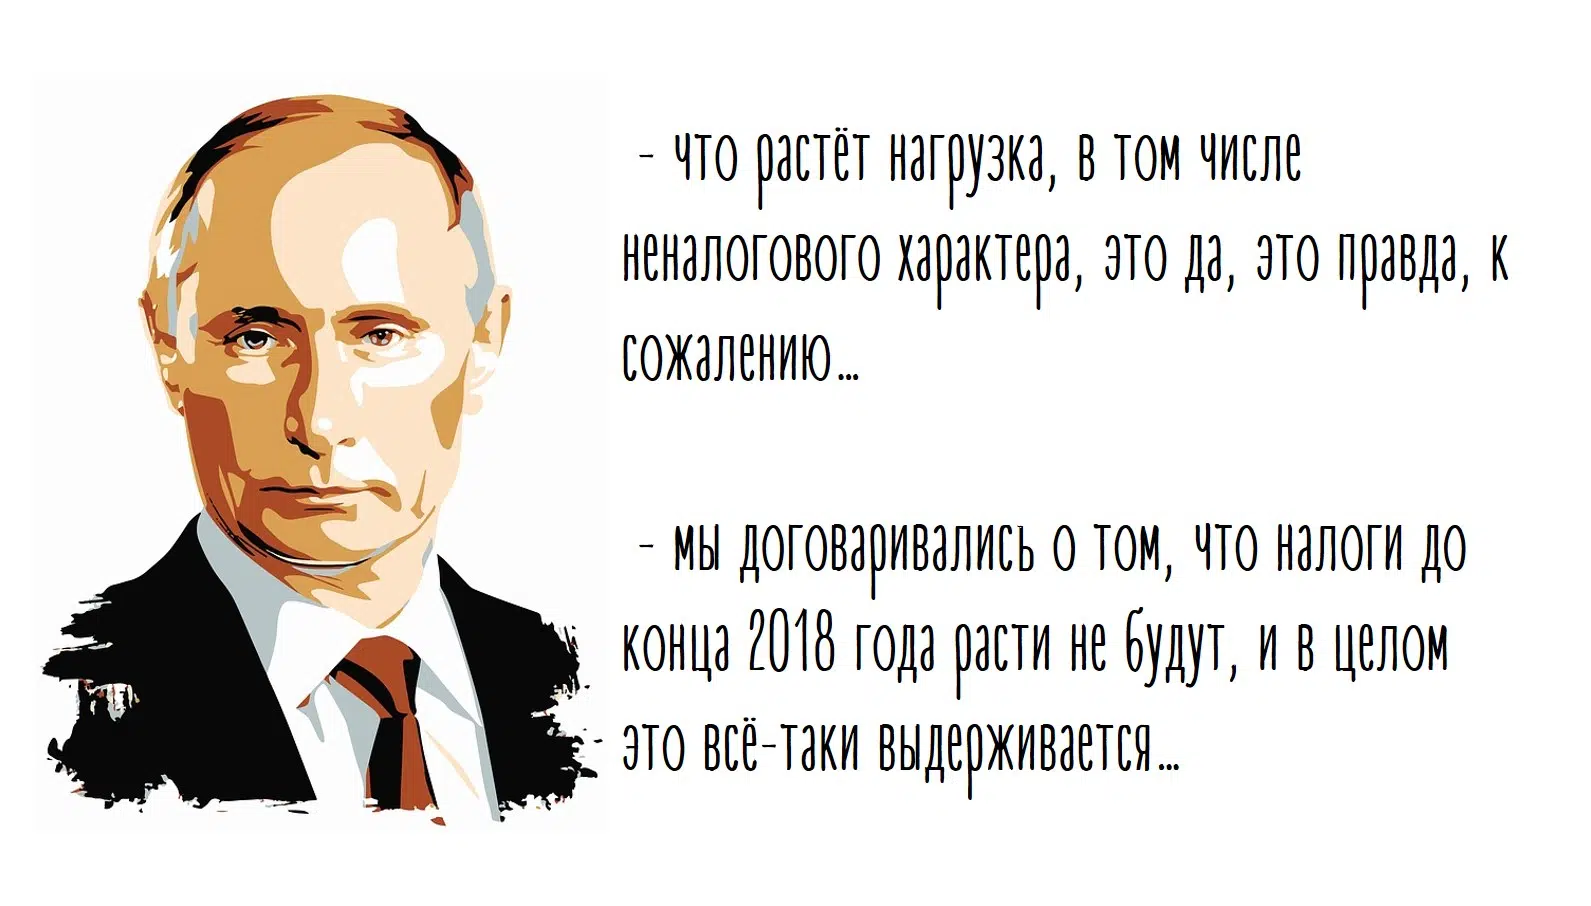 - что растёт нагрузка, в том числе
неналогового характера, это да, это правда, к
сожалению...
- мы договаривались о том, что налоги до
конца 2018 года расти не будут, и в целом
это всё-таки выдерживается...